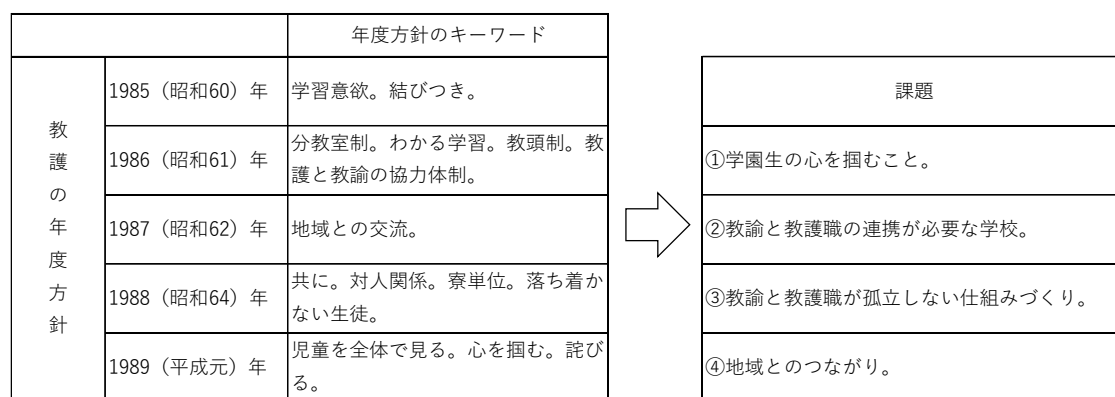 年度方針のキーワード
教護の年度方針
1985（昭和60）年
学習意欲。結びつき。
1986（昭和61）年
分教室制。わかる学習。教頭制。教
護と教諭の協力体制。
1987（昭和62）年
地域との交流。
1988（昭和64）年
共に。対人関係。寮単位。落ち着か
ない生徒。
1989（平成元）年
児童を全体で見る。心を掴む。詫び
る。
課題
①学園生の心を掴むこと。
②教諭と教護職の連携が必要な学校。
③教諭と教護職が孤立しない仕組みづくり。
④地域とのつながり。